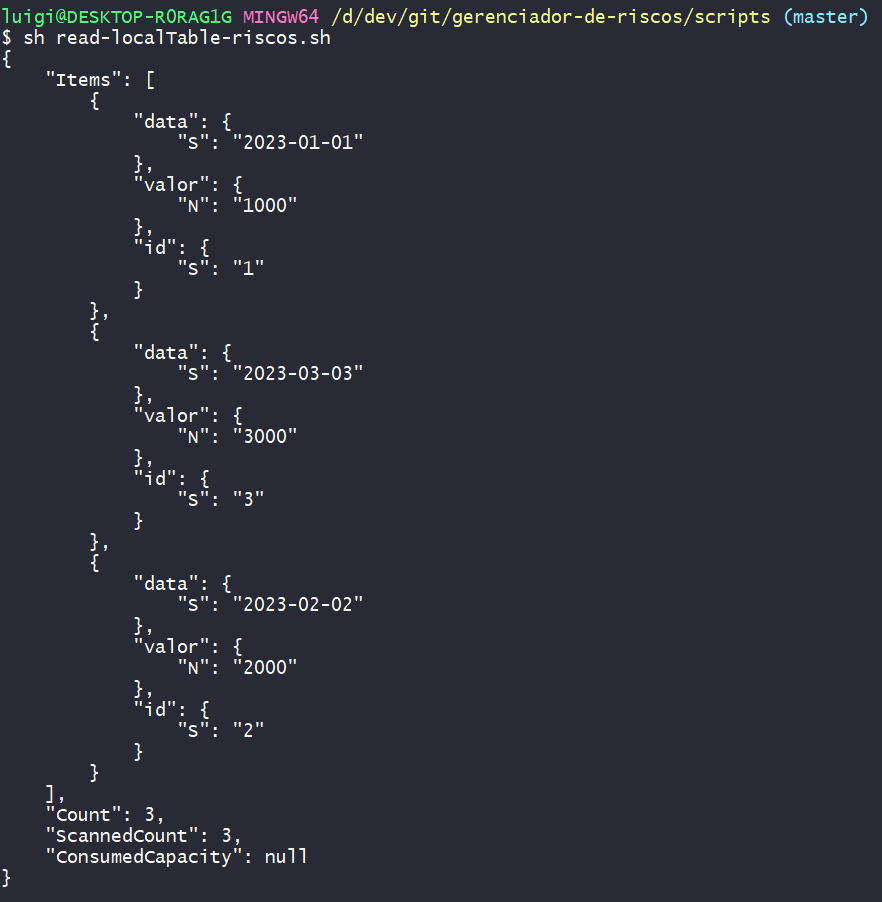 luigi@DESKTOP-R0RAG1G MINGW64 /d/dev/git/gerenciador-de-riscos/scripts (master)
$ sh read-localTable-riscos.sh
{
    "Items": [
        {
            "data": {
                "S": "2023-01-01"
            },
            "valor": {
                "N": "1000"
            },
            "id": {
                "S": "1"
            }
        },
        {
            "data": {
                "S": "2023-03-03"
            },
            "valor": {
                "N": "3000"
            },
            "id": {
                "S": "3"
            }
        },
        {
            "data": {
                "S": "2023-02-02"
            },
            "valor": {
                "N": "2000"
            },
            "id": {
                "S": "2"
            }
        }
    ],
    "Count": 3,
    "ScannedCount": 3,
    "ConsumedCapacity": null
}